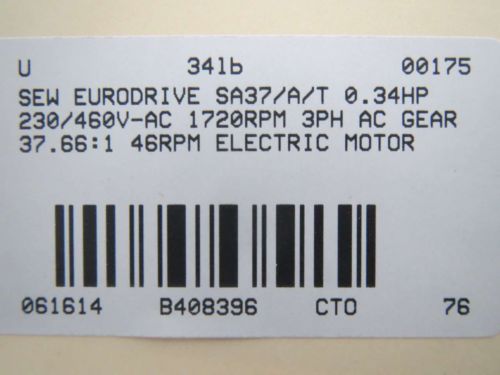 U 34lb 00175
SEW EURODRIVE SA37/A/T 0.34HP
230/460V-AC 1720RPM 3PH AC GEAR
37.66:1 46RPM ELECTRIC MOTOR
061614 B408396 CTO 76